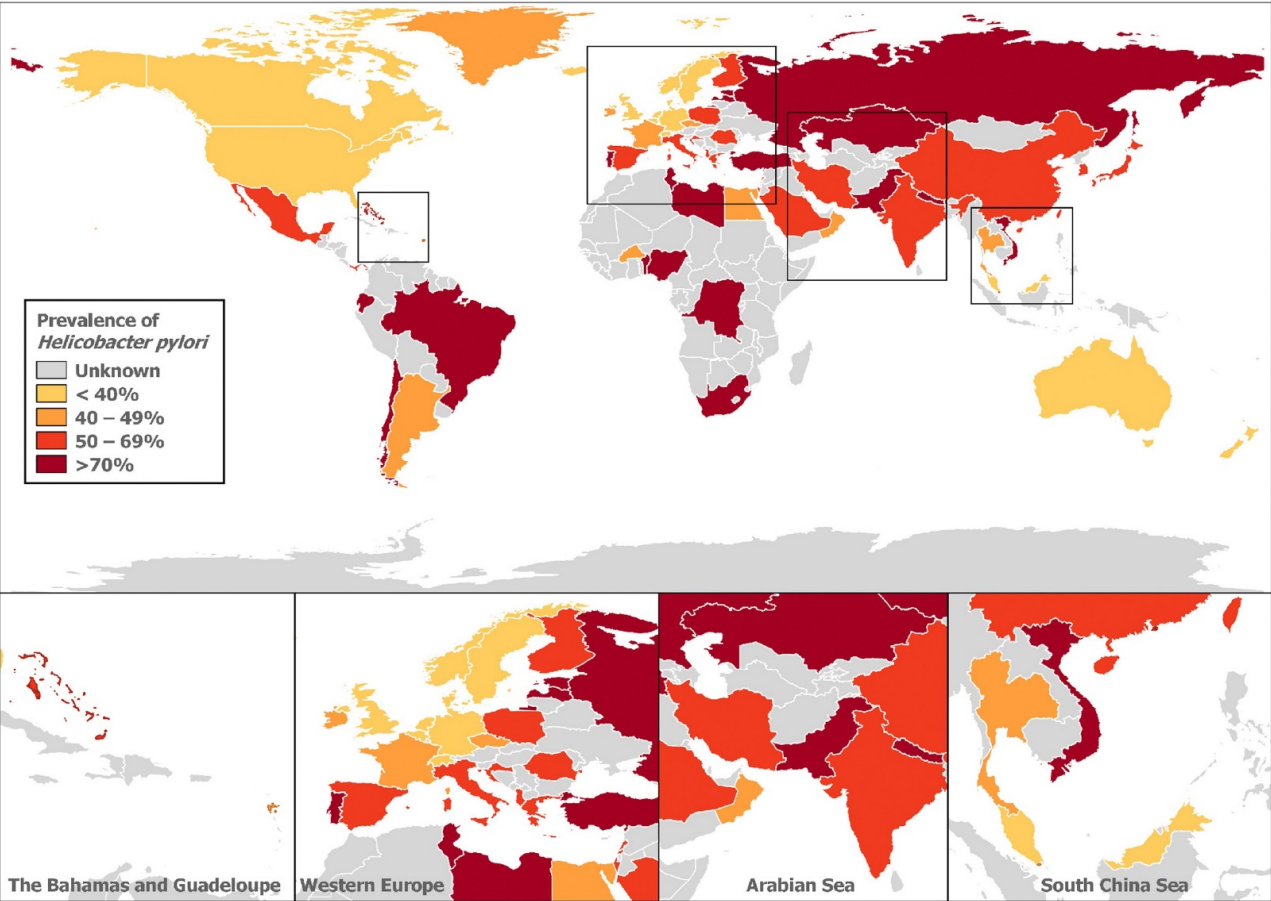 Prevalence of
Helicobacter pylori
Unknown
< 40%
40 – 49%
50 – 69%
>70%
The Bahamas and Guadeloupe
Western Europe
Arabian Sea
South China Sea